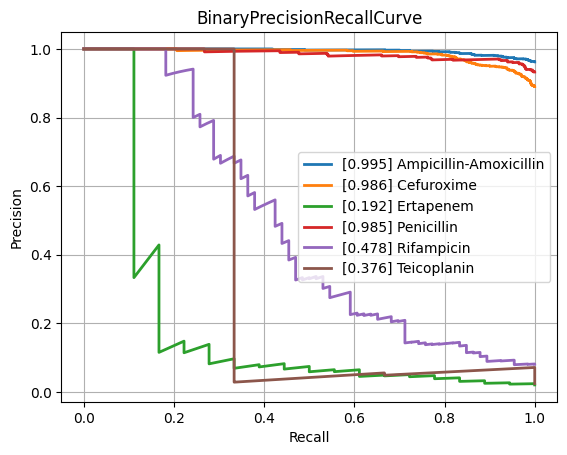 BinaryPrecisionRecallCurve
1.0
0.8
0.6
0.4
0.2
0.0
Precision
[0.995] Ampicillin-Amoxicillin
[0.986] Cefuroxime
[0.192] Ertapenem
[0.985] Penicillin
[0.478] Rifampicin
[0.376] Teicoplanin
0.0 0.2 0.4 0.6 0.8 1.0
Recall